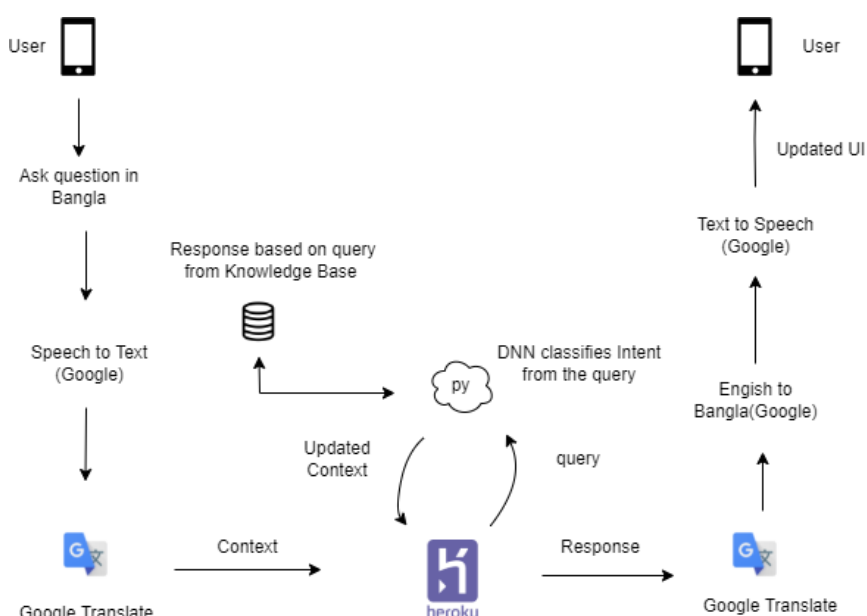 User
User
Ask question in
Bangla
Updated UI
Text to Speech
(Google)
Response based on query
from Knowledge Base
Speech to Text
(Google)
DNN classifies Intent
from the query
py
Engish to
Bangla(Google)
Updated
Context
query
G 文
Context
Response
G 文
Google Translate
heroku
Google Translate